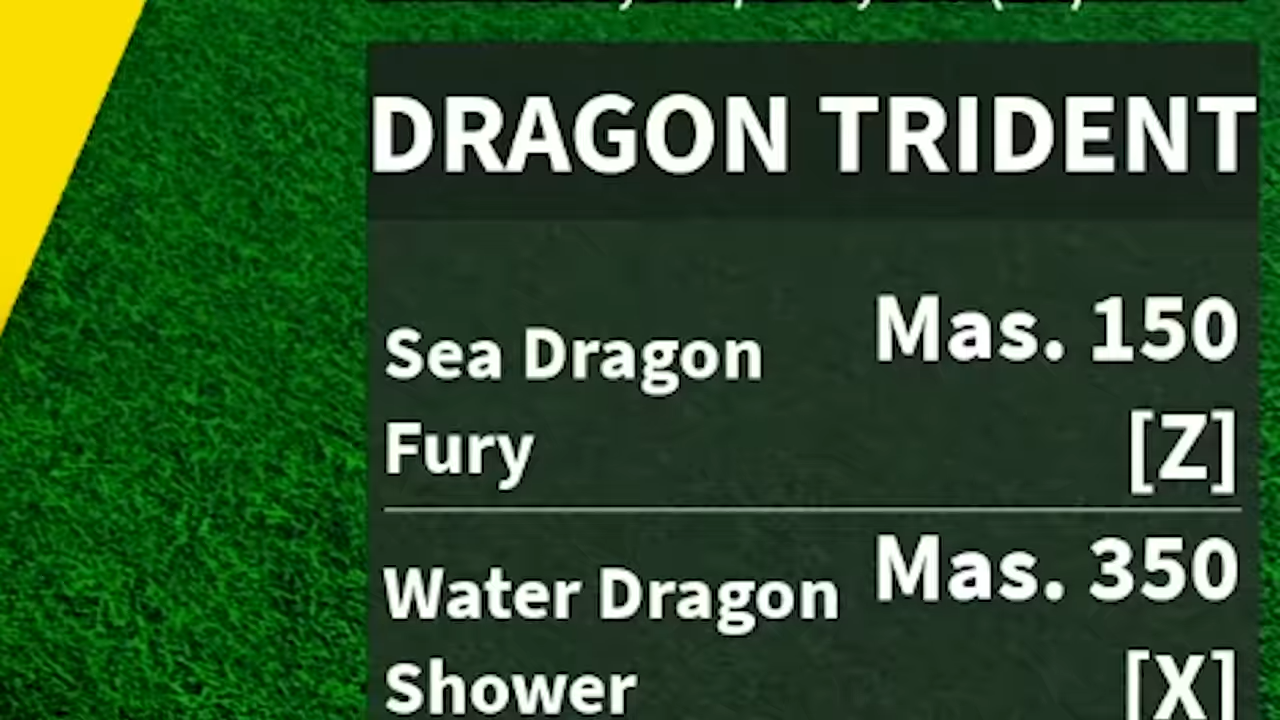 DRAGON TRIDENT
Sea Dragon Mas. 150
Fury [Z]
Water Dragon Mas. 350
Shower [X]